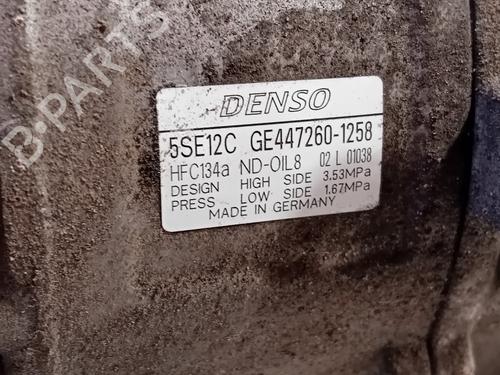 DENSO
5SE12C GE447260-1258
HFC134a ND-OIL8 02 L 01038
DESIGN HIGH SIDE 3.53MPa
PRESS LOW SIDE 1.67MPa
MADE IN GERMANY
B-PARTS